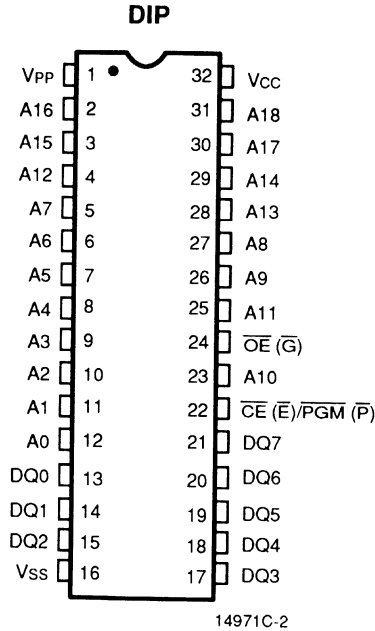 DIP
VPP 1 32 VCC
A16 2 31 A18
A15 3 30 A17
A12 4 29 A14
A7 5 28 A13
A6 6 27 A8
A5 7 26 A9
A4 8 25 A11
A3 9 24 O̅E̅ (G̅)
A2 10 23 A10
A1 11 22 C̅E̅ (E̅)/P̅G̅M̅ (P̅)
A0 12 21 DQ7
DQ0 13 20 DQ6
DQ1 14 19 DQ5
DQ2 15 18 DQ4
VSS 16 17 DQ3
14971C-2